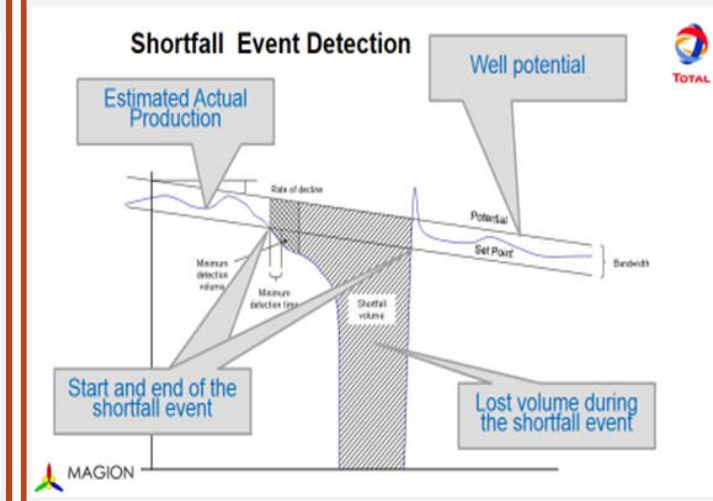 Shortfall Event Detection
TOTAL
Well potential
Estimated Actual
Production
Rate of decline
Potential
Set Point
Bandwidth
Minimum
detection
volume
Minimum
detection time
Shortfall
volume
Start and end of the
shortfall event
Lost volume during
the shortfall event
MAGION